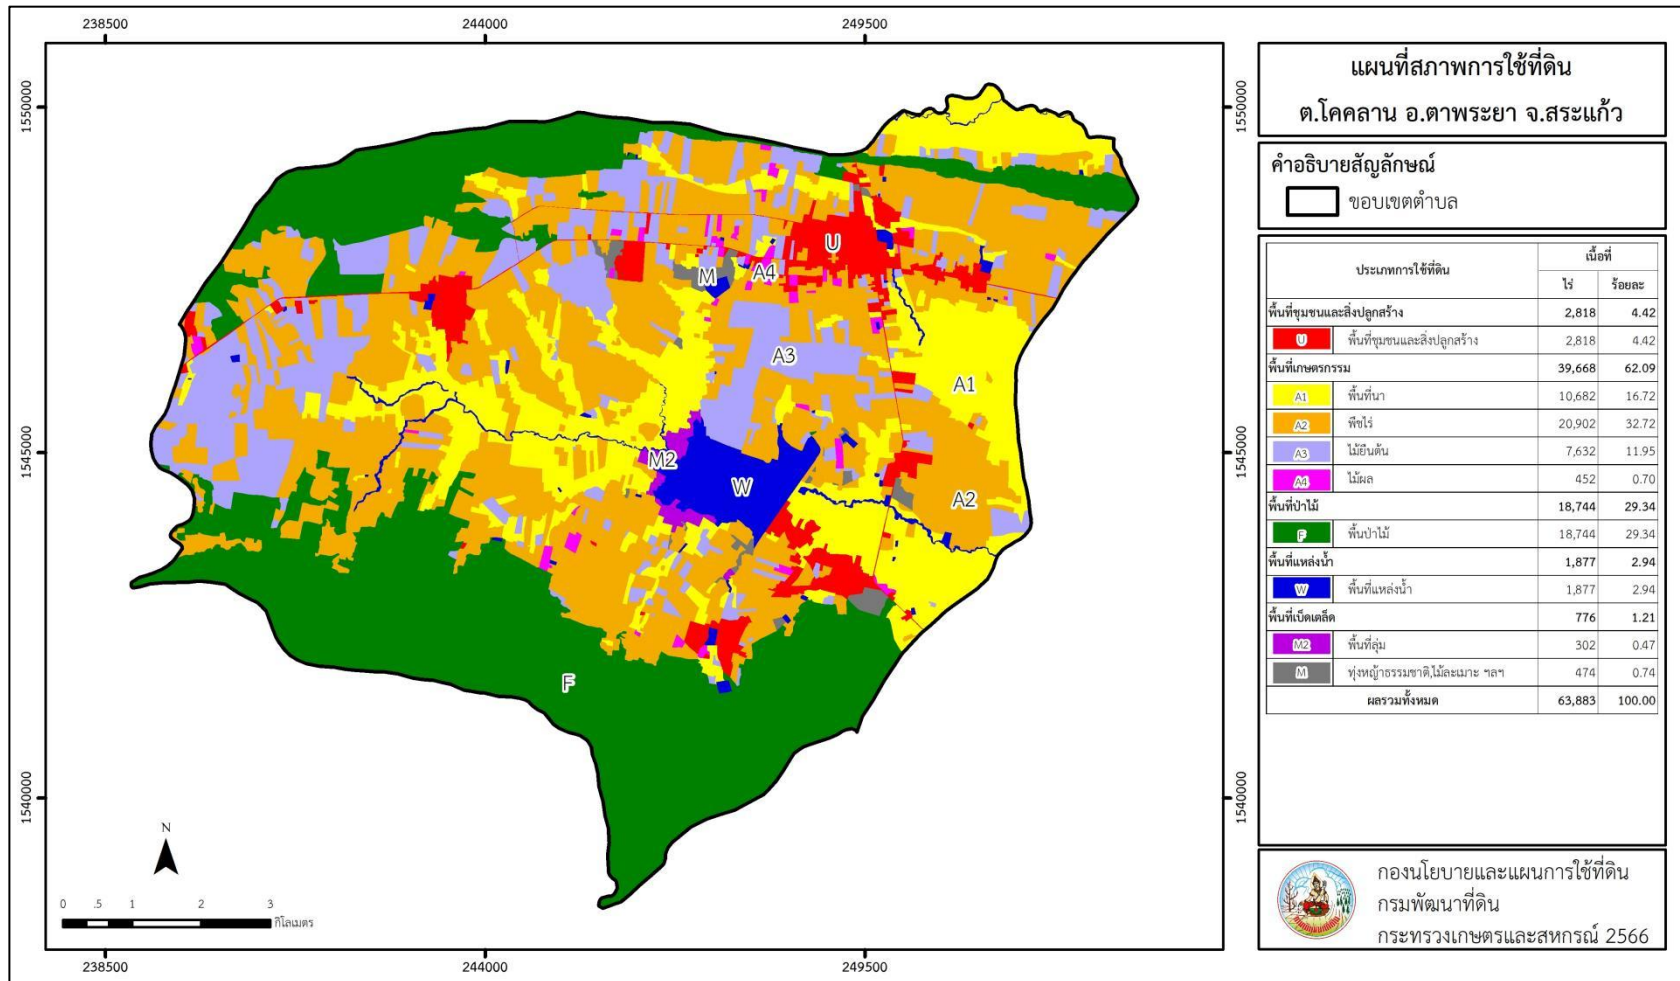 238500 244000 249500
1550000 1550000
1545000 1545000
1540000 1540000
U
M
A4
A3
A1
M2
W
A2
F
N
0 .5 1 2 3
กิโลเมตร
238500 244000 249500
แผนที่สภาพการใช้ที่ดิน
ต.โคคลาน อ.ตาพระยา จ.สระแก้ว
คำอธิบายสัญลักษณ์
ขอบเขตตำบล
ประเภทการใช้ที่ดิน เนื้อที่
ไร่ ร้อยละ
พื้นที่ชุมชนและสิ่งปลูกสร้าง 2,818 4.42
U พื้นที่ชุมชนและสิ่งปลูกสร้าง 2,818 4.42
พื้นที่เกษตรกรรม 39,668 62.09
A1 พื้นที่นา 10,682 16.72
A2 พืชไร่ 20,902 32.72
A3 ไม้ยืนต้น 7,632 11.95
A4 ไม้ผล 452 0.70
พื้นที่ป่าไม้ 18,744 29.34
F พื้นป่าไม้ 18,744 29.34
พื้นที่แหล่งน้ำ 1,877 2.94
W พื้นที่แหล่งน้ำ 1,877 2.94
พื้นที่เบ็ดเตล็ด 776 1.21
M2 พื้นที่ลุ่ม 302 0.47
M ทุ่งหญ้าธรรมชาติ,ไม้ละเมาะ ฯลฯ 474 0.74
ผลรวมทั้งหมด 63,883 100.00
กองนโยบายและแผนการใช้ที่ดิน
กรมพัฒนาที่ดิน
กระทรวงเกษตรและสหกรณ์ 2566